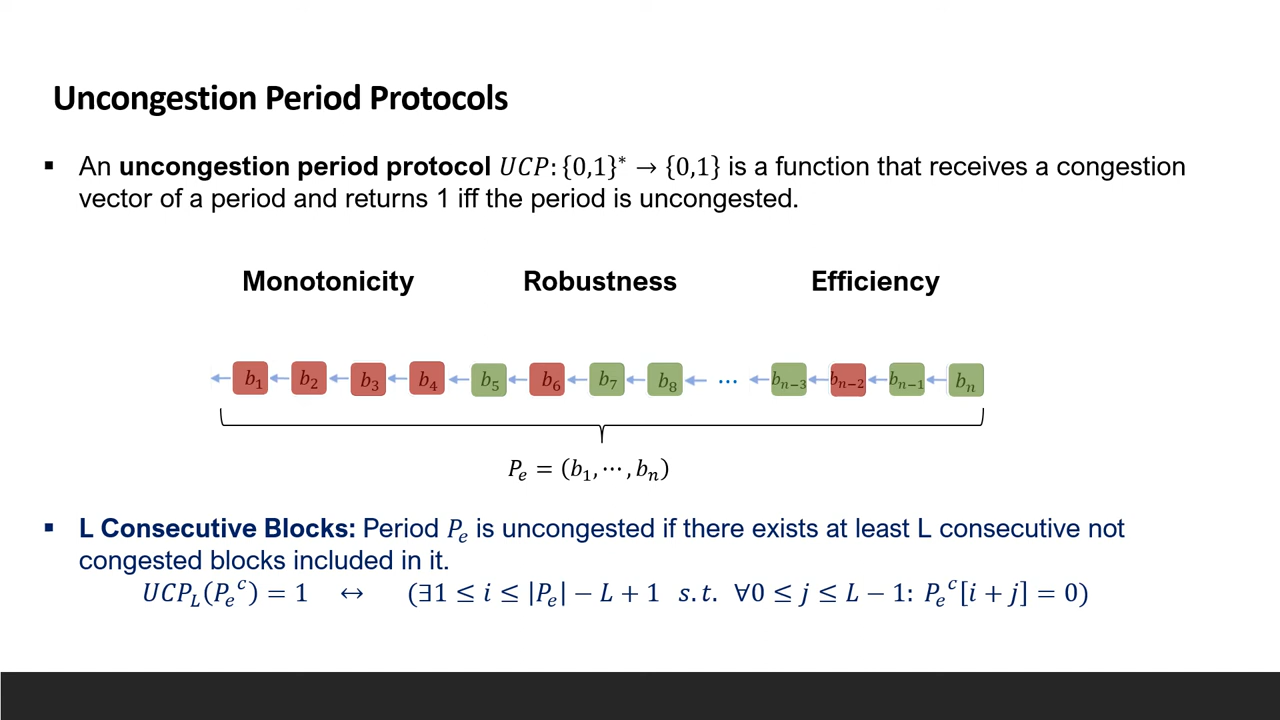 Uncongestion Period Protocols
▪ An uncongestion period protocol 𝑈𝐶𝑃: {0,1}* → {0,1} is a function that receives a congestion
vector of a period and returns 1 iff the period is uncongested.
Monotonicity Robustness Efficiency
b₁ b₂ b₃ b₄ b₅ b₆ b₇ b₈ ⋯ bₙ₋₃ bₙ₋₂ bₙ₋₁ bₙ
Pₑ = (b₁, ⋯ , bₙ)
▪ L Consecutive Blocks: Period Pₑ is uncongested if there exists at least L consecutive not
congested blocks included in it.
UCP_L(Pₑᶜ) = 1 ↔ (∃1 ≤ i ≤ |Pₑ| − L + 1 s.t. ∀0 ≤ j ≤ L − 1: Pₑᶜ[i + j] = 0)